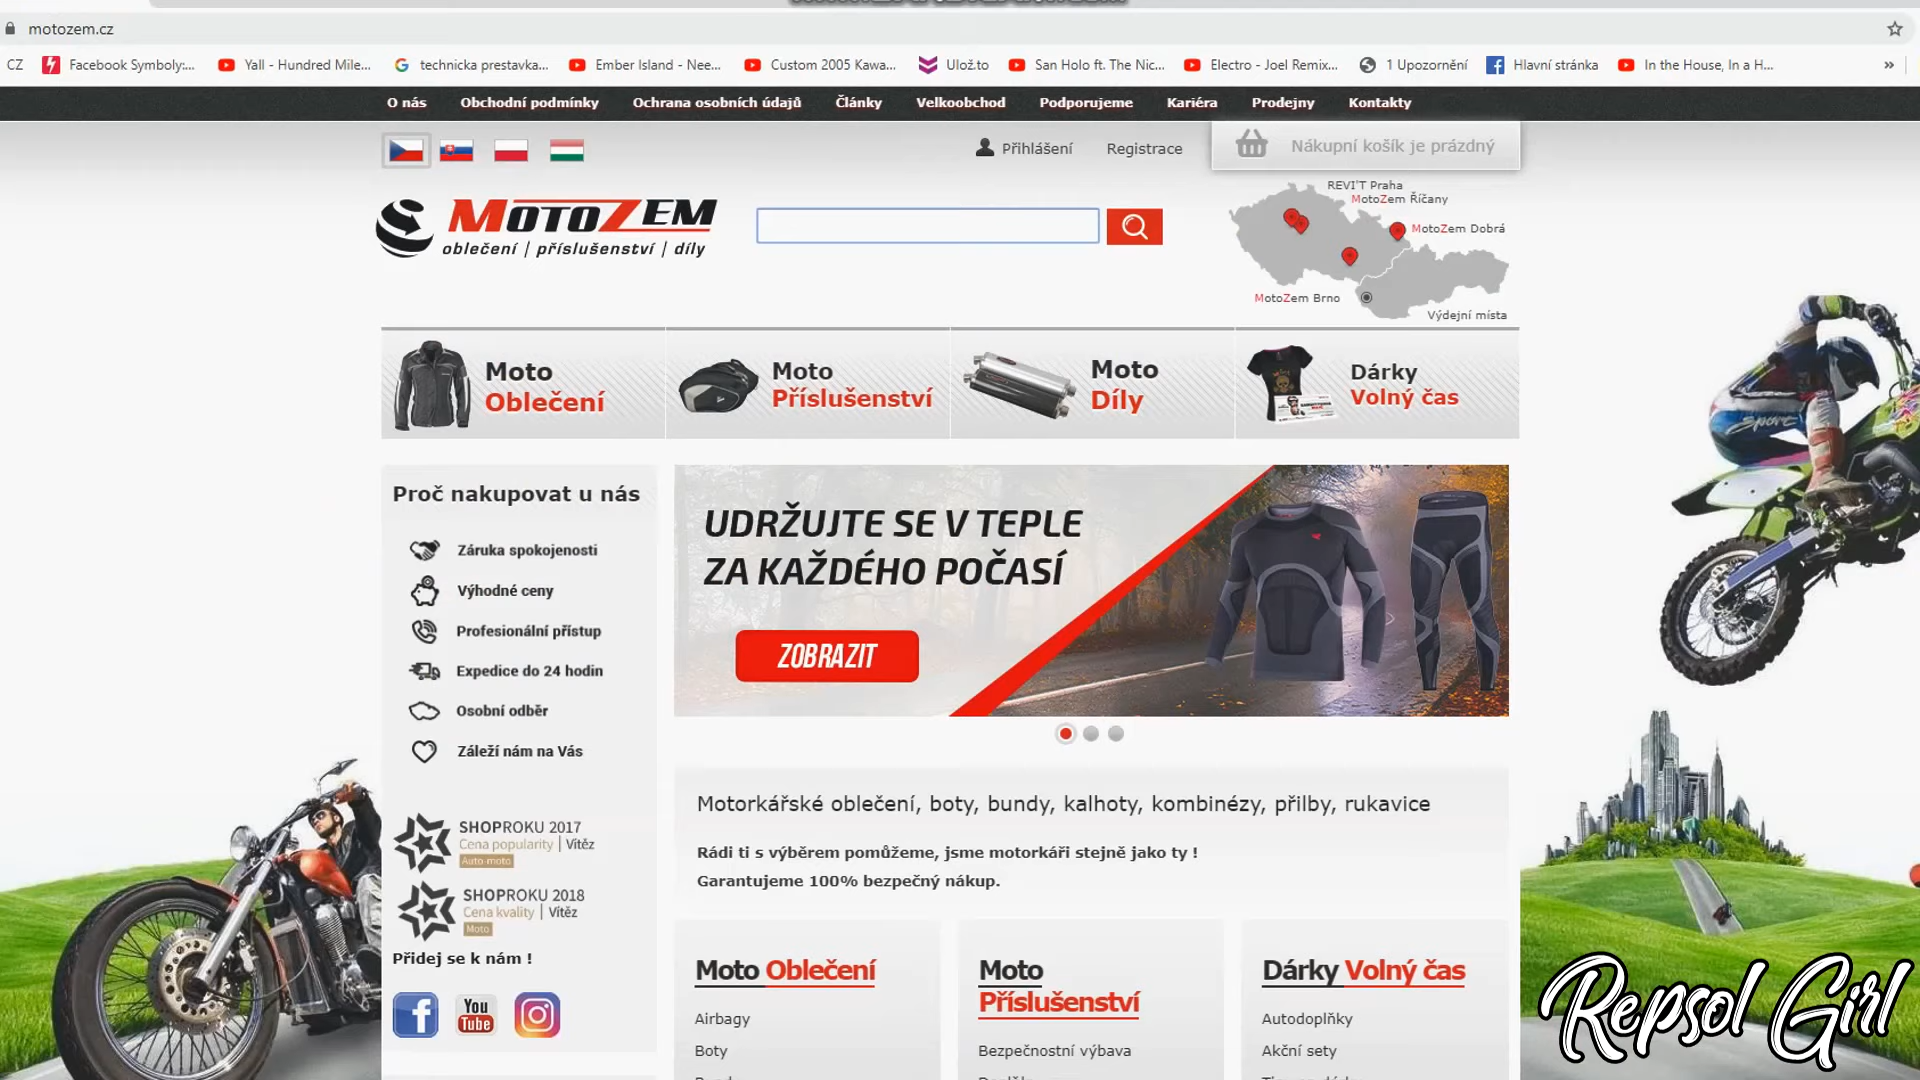 motozem.cz
CZ
Facebook Symboly:...
Yall - Hundred Mile...
technicka prestavka...
Ember Island - Nee...
Custom 2005 Kawa...
Ulož.to
San Holo ft. The Nic...
Electro - Joel Remix...
1 Upozornění
Hlavní stránka
In the House, In a H...
O nás
Obchodní podmínky
Ochrana osobních údajů
Články
Velkoobchod
Podporujeme
Kariéra
Prodejny
Kontakty
Přihlášení
Registrace
Nákupní košík je prázdný
MotoZem
oblečení | příslušenství | díly
REVI'T Praha
MotoZem Říčany
MotoZem Dobrá
MotoZem Brno
Výdejní místa
Moto
Oblečení
Moto
Příslušenství
Moto
Díly
Dárky
Volný čas
Proč nakupovat u nás
Záruka spokojenosti
Výhodné ceny
Profesionální přístup
Expedice do 24 hodin
Osobní odběr
Záleží nám na Vás
SHOPROKU 2017
Cena popularity | Vítěz
Auto-moto
SHOPROKU 2018
Cena kvality | Vítěz
Moto
Přidej se k nám !
You
Tube
UDRŽUJTE SE V TEPLE
ZA KAŽDÉHO POČASÍ
ZOBRAZIT
Motorkářské oblečení, boty, bundy, kalhoty, kombinézy, přilby, rukavice
Rádi ti s výběrem pomůžeme, jsme motorkáři stejně jako ty !
Garantujeme 100% bezpečný nákup.
Moto Oblečení
Airbagy
Boty
Moto
Příslušenství
Bezpečnostní výbava
Dárky Volný čas
Autodoplňky
Akční sety
Repsol Girl